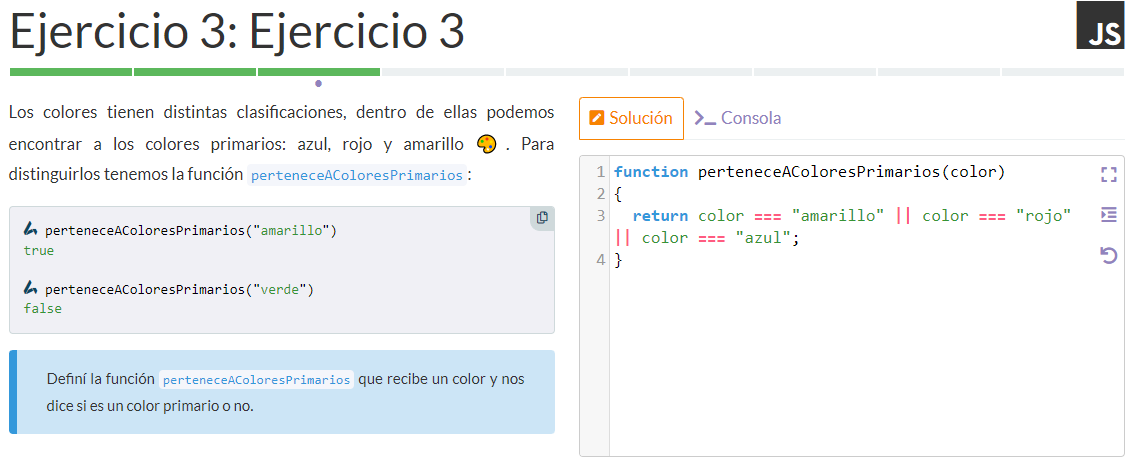 Ejercicio 3: Ejercicio 3
JS
Los colores tienen distintas clasificaciones, dentro de ellas podemos
encontrar a los colores primarios: azul, rojo y amarillo 🎨 . Para
distinguirlos tenemos la función perteneceAColoresPrimarios :
perteneceAColoresPrimarios("amarillo")
true
perteneceAColoresPrimarios("verde")
false
Definí la función perteneceAColoresPrimarios que recibe un color y nos
dice si es un color primario o no.
Solución
Consola
1 function perteneceAColoresPrimarios(color)
2 {
3 return color === "amarillo" || color === "rojo"
|| color === "azul";
4 }